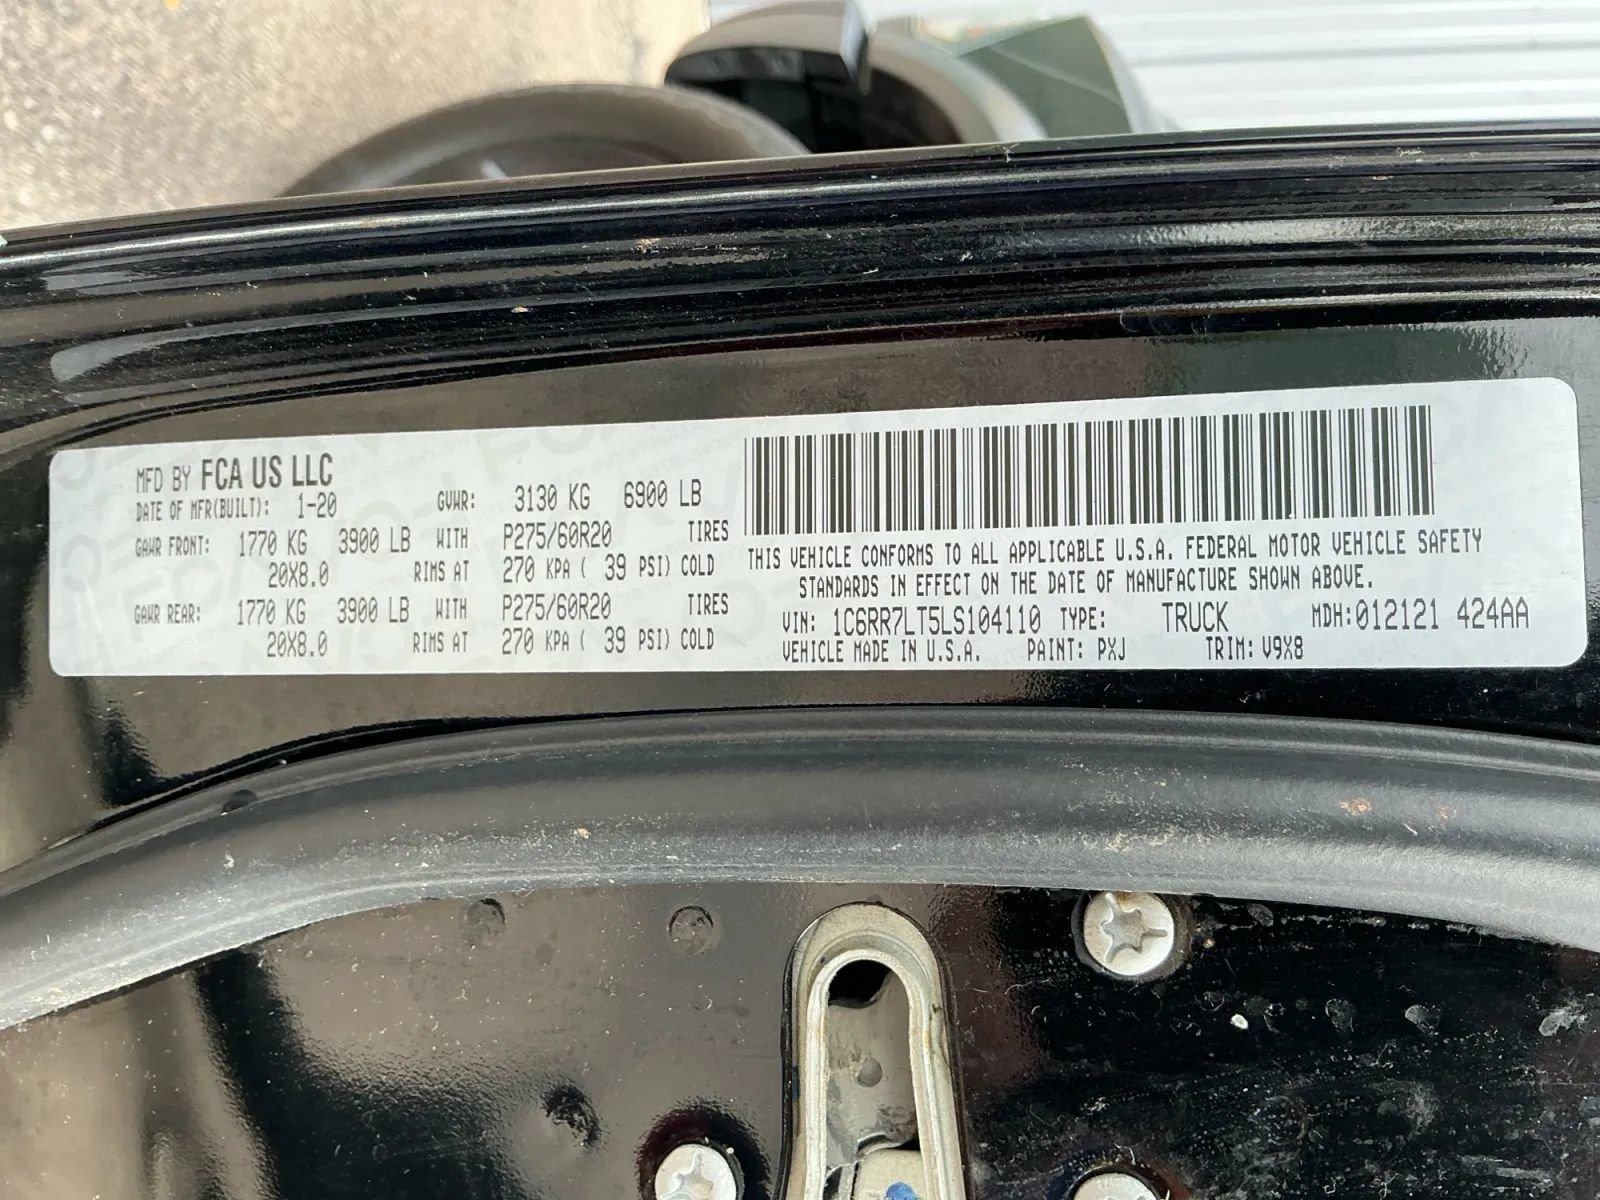 MFD BY FCA US LLC
DATE OF MFR(BUILT): 1-20 GVWR: 3130 KG 6900 LB
GAWR FRONT: 1770 KG 3900 LB WITH P275/60R20 TIRES
20X8.0 RIMS AT 270 KPA ( 39 PSI) COLD
GAWR REAR: 1770 KG 3900 LB WITH P275/60R20 TIRES
20X8.0 RIMS AT 270 KPA ( 39 PSI) COLD
THIS VEHICLE CONFORMS TO ALL APPLICABLE U.S.A. FEDERAL MOTOR VEHICLE SAFETY
STANDARDS IN EFFECT ON THE DATE OF MANUFACTURE SHOWN ABOVE.
VIN: 1C6RR7LT5LS104110 TYPE: TRUCK MDH:012121 424AA
VEHICLE MADE IN U.S.A. PAINT: PXJ TRIM: V9X8